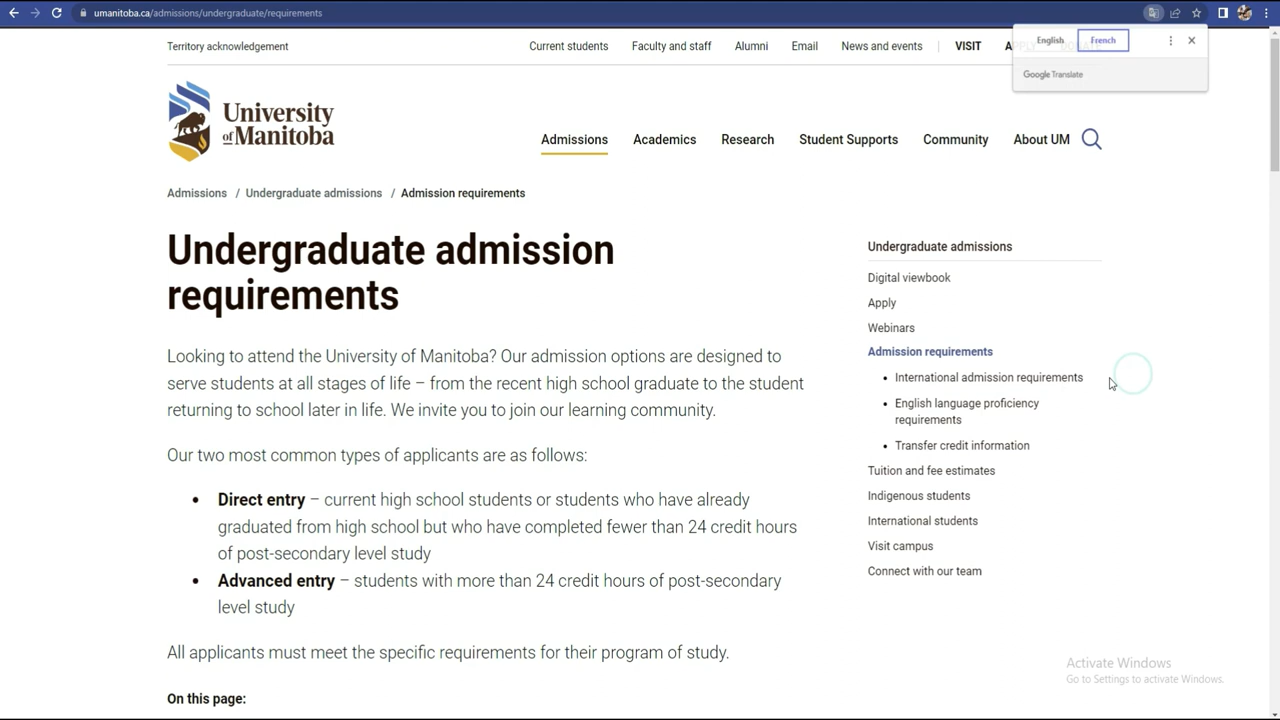 umanitoba.ca/admissions/undergraduate/requirements
English French
Google Translate
Territory acknowledgement
Current students Faculty and staff Alumni Email News and events VISIT
University
of Manitoba
Admissions Academics Research Student Supports Community About UM
Admissions / Undergraduate admissions / Admission requirements
Undergraduate admission
requirements
Looking to attend the University of Manitoba? Our admission options are designed to
serve students at all stages of life – from the recent high school graduate to the student
returning to school later in life. We invite you to join our learning community.
Our two most common types of applicants are as follows:
• Direct entry – current high school students or students who have already
graduated from high school but who have completed fewer than 24 credit hours
of post-secondary level study
• Advanced entry – students with more than 24 credit hours of post-secondary
level study
All applicants must meet the specific requirements for their program of study.
On this page:
Undergraduate admissions
Digital viewbook
Apply
Webinars
Admission requirements
• International admission requirements
• English language proficiency
requirements
• Transfer credit information
Tuition and fee estimates
Indigenous students
International students
Visit campus
Connect with our team
Activate Windows
Go to Settings to activate Windows.